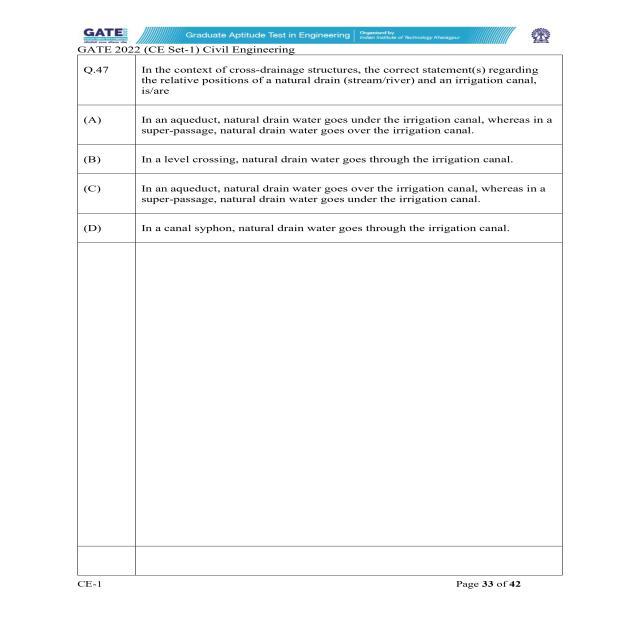 GATE
Graduate Aptitude Test in Engineering
Organised by
Indian Institute of Technology Kharagpur
GATE 2022 (CE Set-1) Civil Engineering
Q.47 In the context of cross-drainage structures, the correct statement(s) regarding
the relative positions of a natural drain (stream/river) and an irrigation canal,
is/are
(A) In an aqueduct, natural drain water goes under the irrigation canal, whereas in a
super-passage, natural drain water goes over the irrigation canal.
(B) In a level crossing, natural drain water goes through the irrigation canal.
(C) In an aqueduct, natural drain water goes over the irrigation canal, whereas in a
super-passage, natural drain water goes under the irrigation canal.
(D) In a canal syphon, natural drain water goes through the irrigation canal.
CE-1 Page 33 of 42